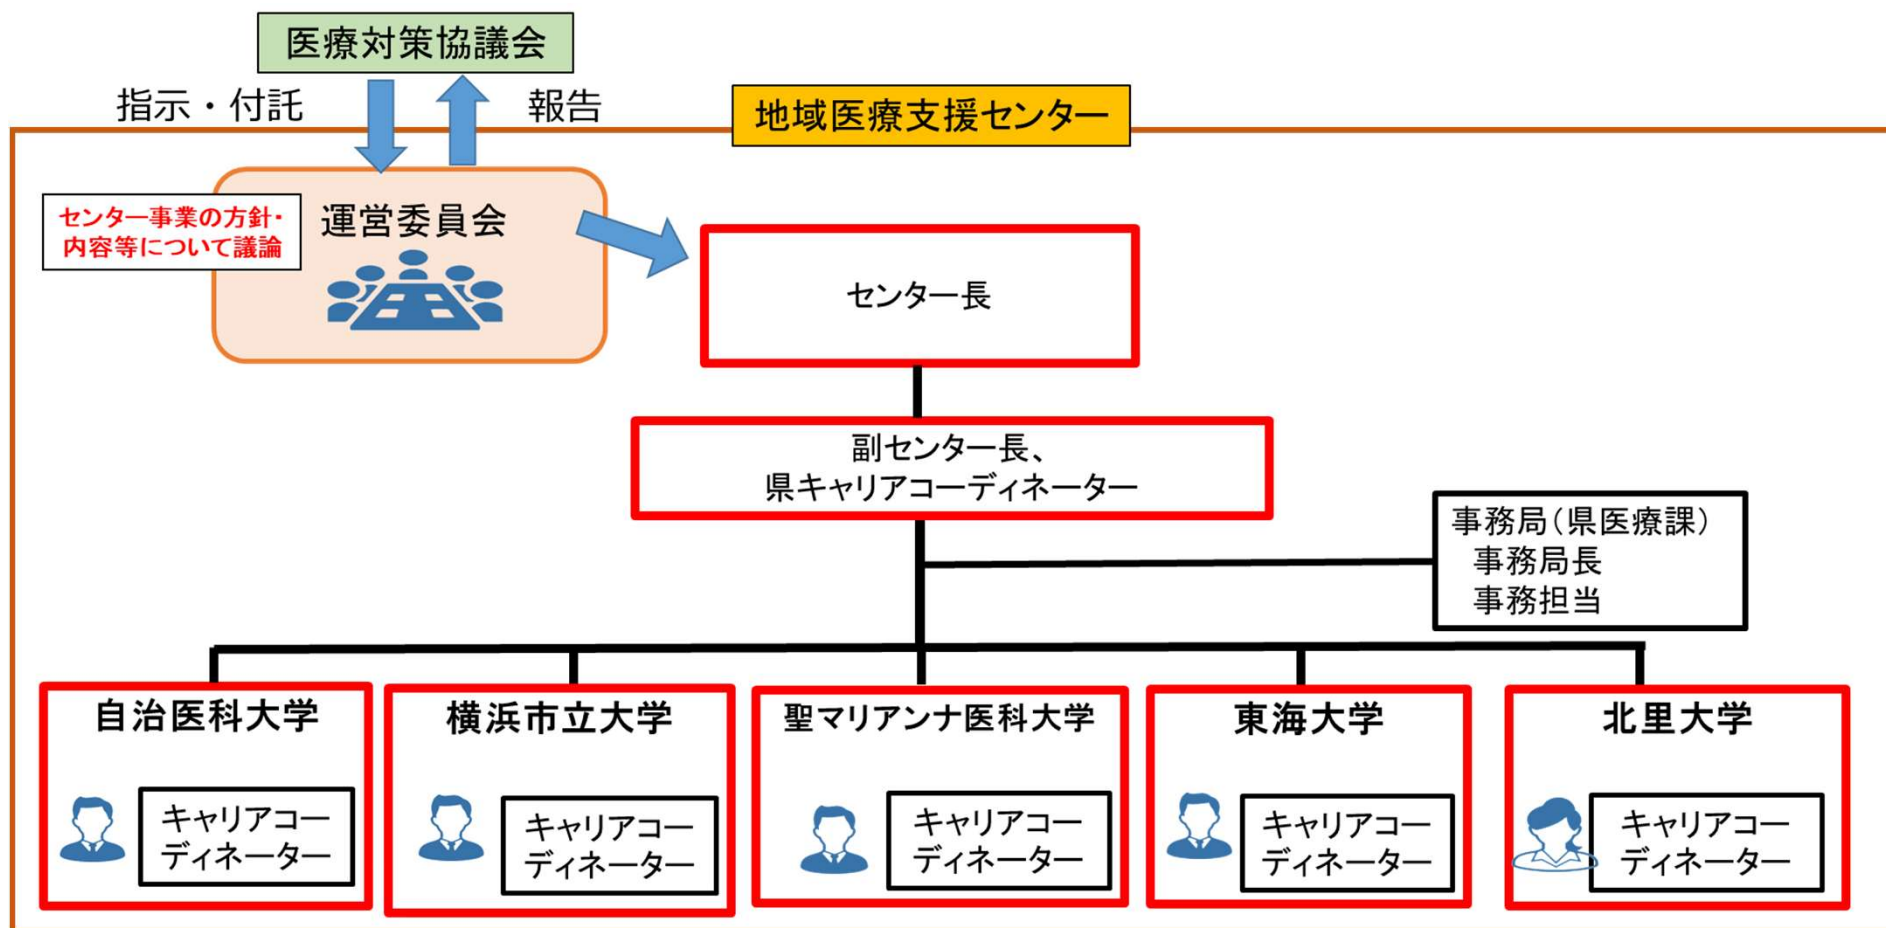 医療対策協議会
指示・付託
報告
地域医療支援センター
センター事業の方針・
内容等について議論
運営委員会
センター長
副センター長、
県キャリアコーディネーター
事務局（県医療課）
事務局長
事務担当
自治医科大学
キャリアコー
ディネーター
横浜市立大学
キャリアコー
ディネーター
聖マリアンナ医科大学
キャリアコー
ディネーター
東海大学
キャリアコー
ディネーター
北里大学
キャリアコー
ディネーター